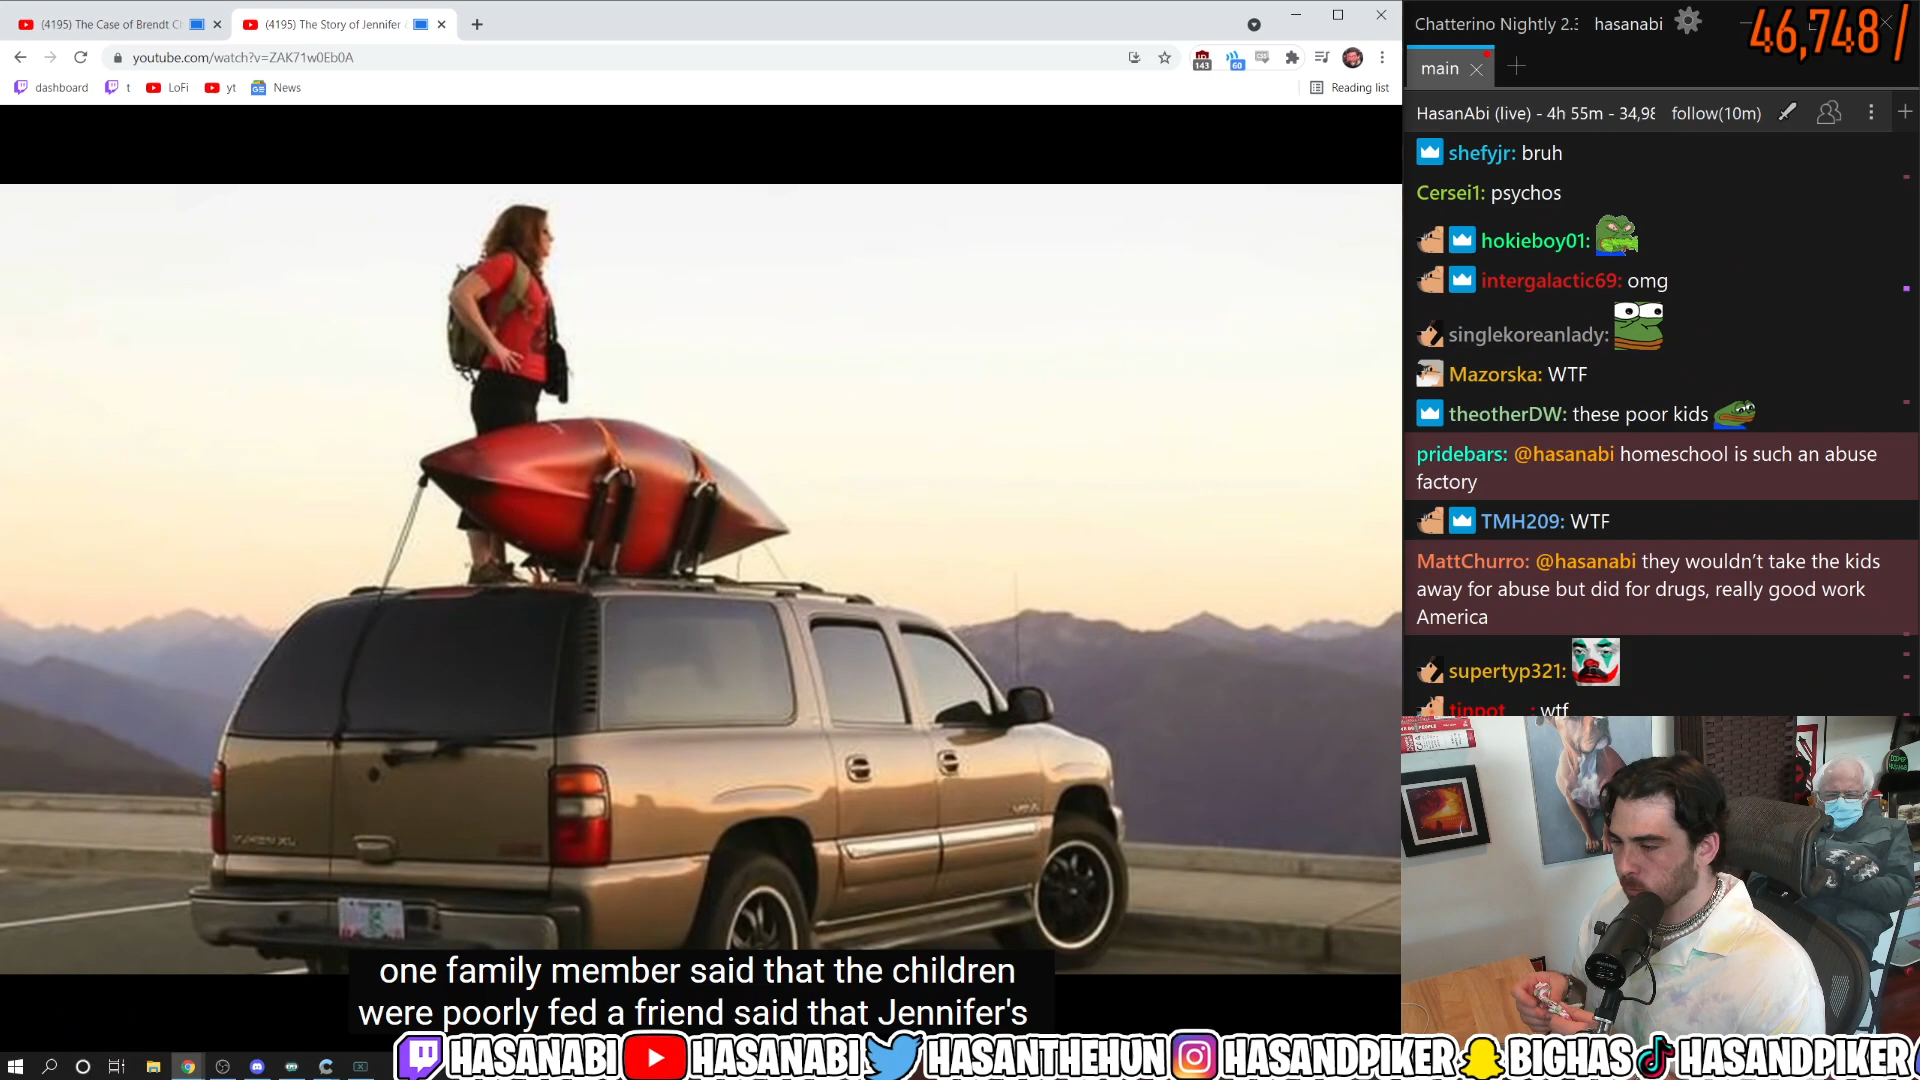 (4195) The Case of Brendt C
(4195) The Story of Jennifer
youtube.com/watch?v=ZAK71w0Eb0A
143
60
dashboard
t
LoFi
yt
News
Reading list
one family member said that the children
were poorly fed a friend said that Jennifer's
Chatterino Nightly 2.
hasanabi
46,748 /
main
HasanAbi (live) - 4h 55m - 34,98
follow(10m)
shefyjr: bruh
Cersei1: psychos
hokieboy01:
intergalactic69: omg
singlekoreanlady:
Mazorska: WTF
theotherDW: these poor kids
pridebars: @hasanabi homeschool is such an abuse
factory
TMH209: WTF
MattChurro: @hasanabi they wouldn't take the kids
away for abuse but did for drugs, really good work
America
supertyp321:
tinpot__: wtf
HASANABI HASANABI HASANTHEHUN HASANDPIKER BIGHAS HASANDPIKER